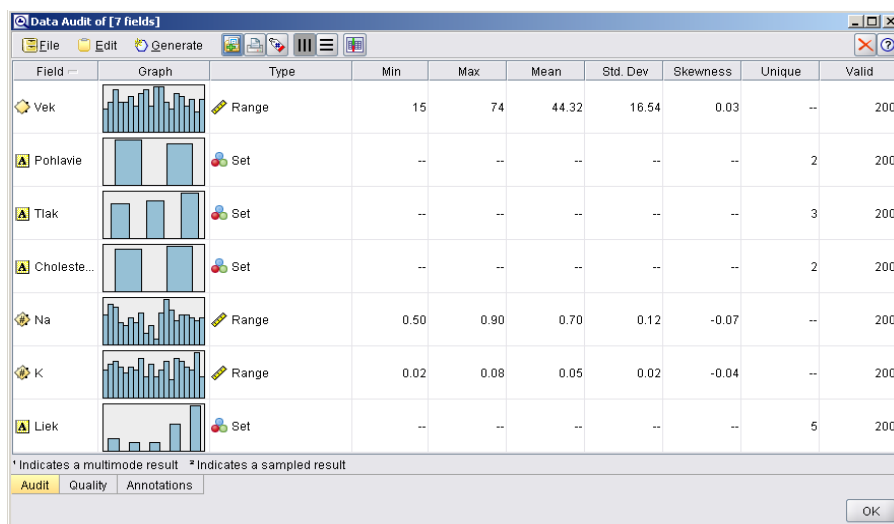 Data Audit of [7 fields]
File Edit Generate
Field Graph Type Min Max Mean Std. Dev Skewness Unique Valid
Vek Range 15 74 44.32 16.54 0.03 -- 200
A Pohlavie Set -- -- -- -- -- 2 200
A Tlak Set -- -- -- -- -- 3 200
A Choleste... Set -- -- -- -- -- 2 200
# Na Range 0.50 0.90 0.70 0.12 -0.07 -- 200
# K Range 0.02 0.08 0.05 0.02 -0.04 -- 200
A Liek Set -- -- -- -- -- 5 200
¹ Indicates a multimode result ² Indicates a sampled result
Audit Quality Annotations
OK